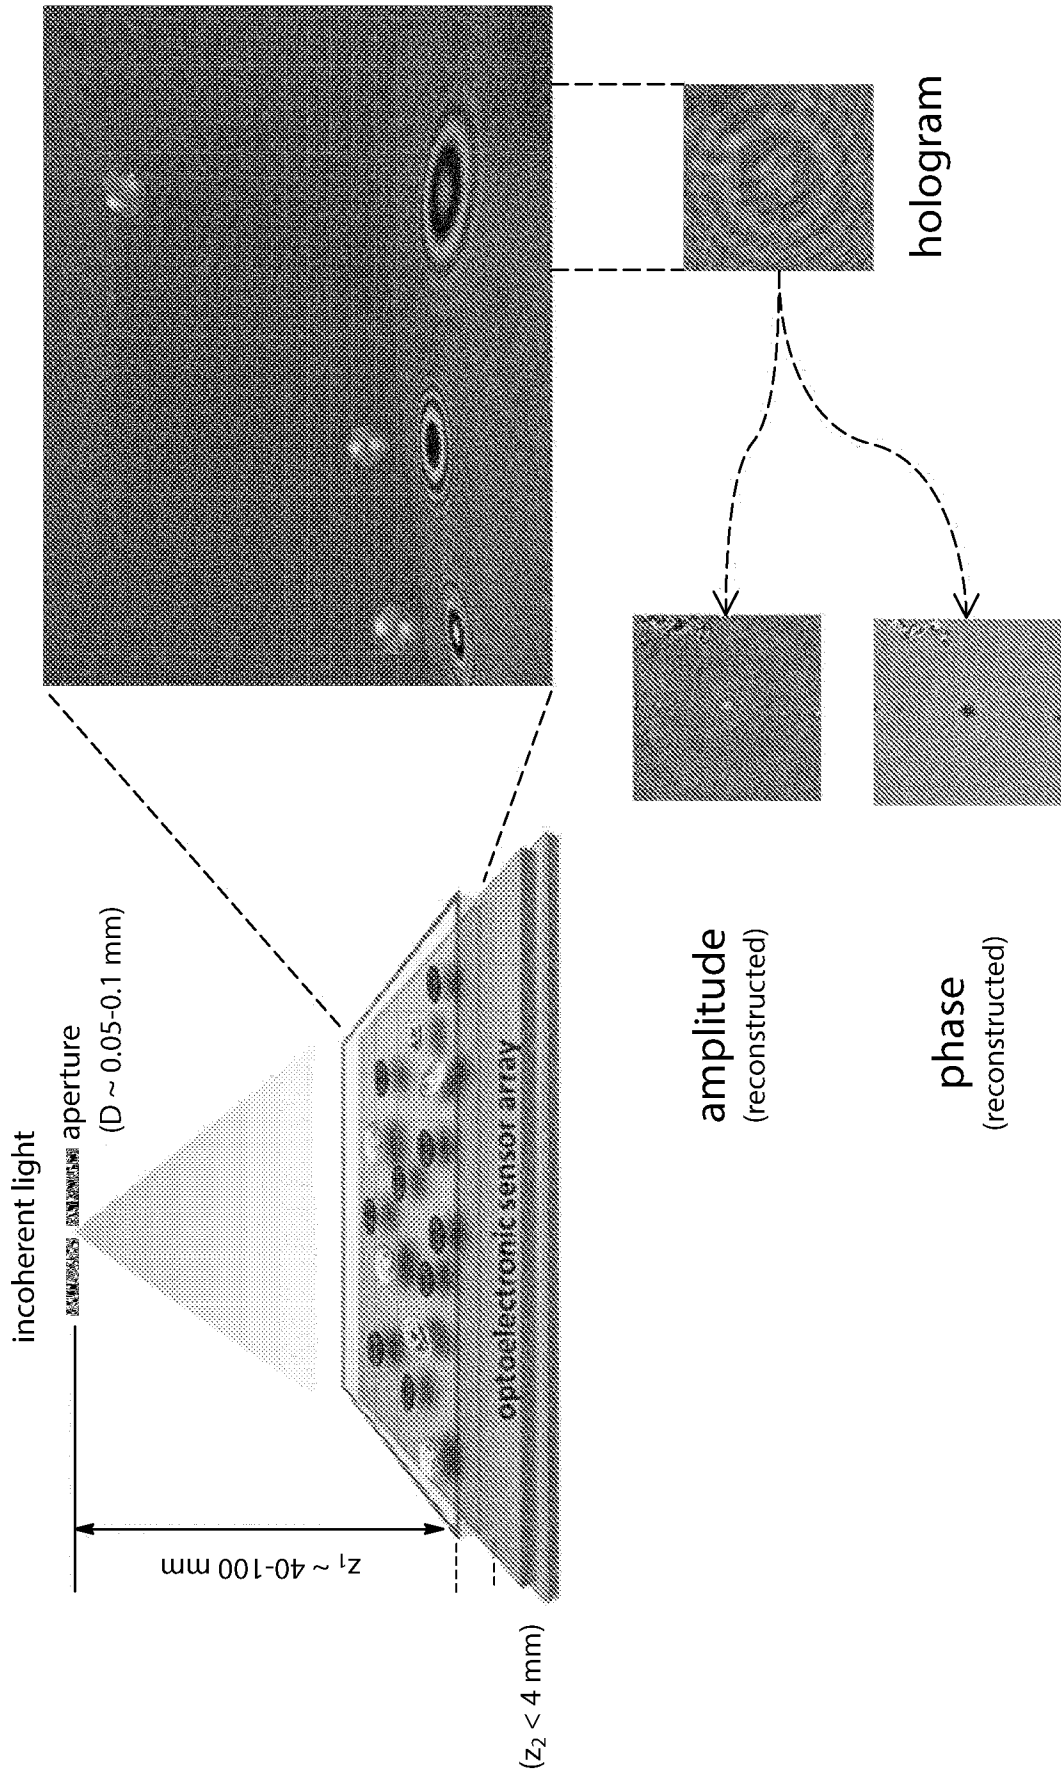 incoherent light
aperture
(D ~ 0.05-0.1 mm)
z₁ ~ 40-100 mm
optoelectronic sensor array
(z₂ < 4 mm)
hologram
amplitude
(reconstructed)
phase
(reconstructed)